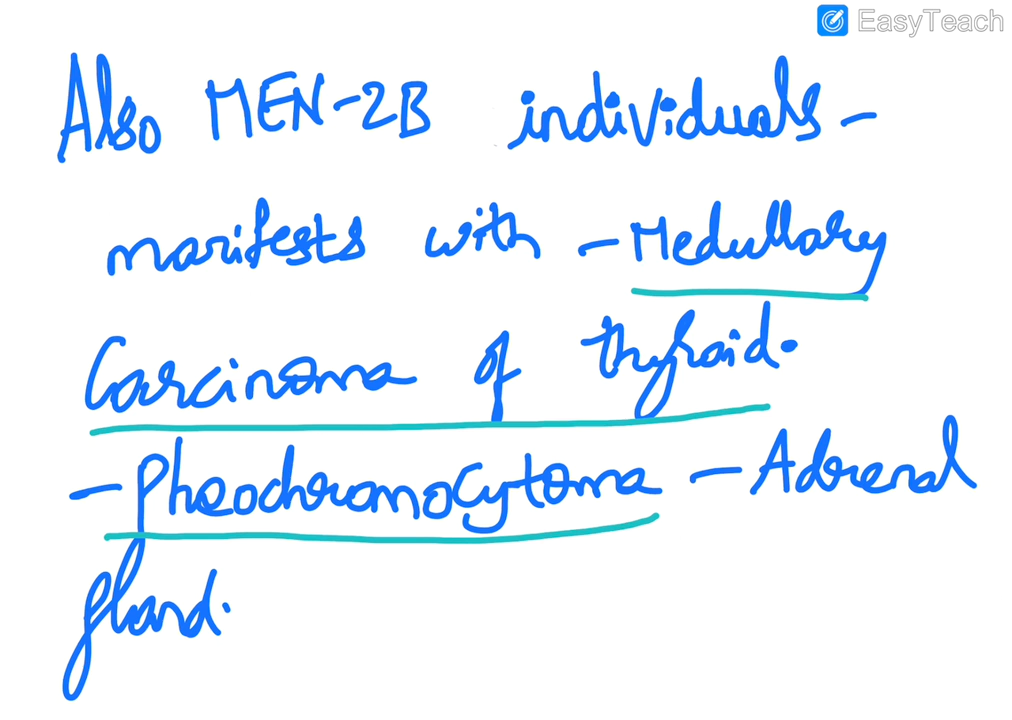 EasyTeach
Also MEN-2B individuals -
manifests with - Medullary
Carcinoma of thyroid.
- Pheochromocytoma - Adrenal
gland.